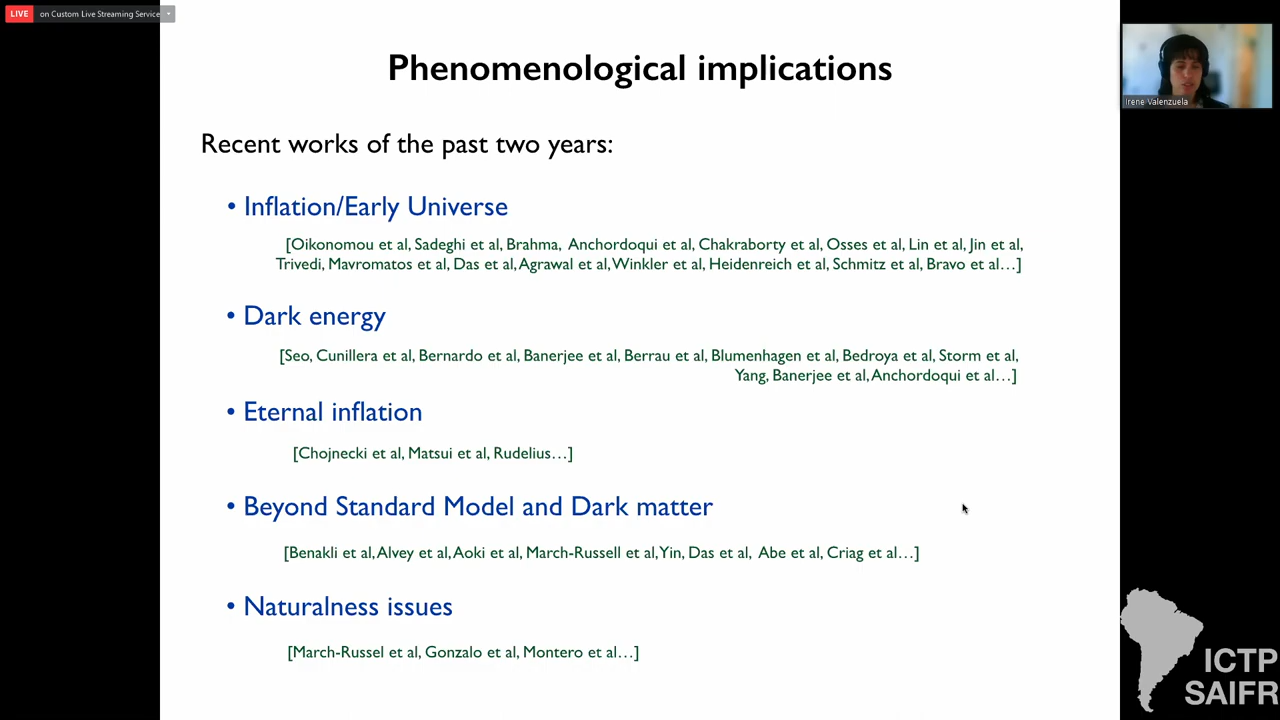 LIVE on Custom Live Streaming Service
Phenomenological implications
Irene Valenzuela
Recent works of the past two years:
• Inflation/Early Universe
[Oikonomou et al, Sadeghi et al, Brahma, Anchordoqui et al, Chakraborty et al, Osses et al, Lin et al, Jin et al,
Trivedi, Mavromatos et al, Das et al, Agrawal et al, Winkler et al, Heidenreich et al, Schmitz et al, Bravo et al…]
• Dark energy
[Seo, Cunillera et al, Bernardo et al, Banerjee et al, Berrau et al, Blumenhagen et al, Bedroya et al, Storm et al,
Yang, Banerjee et al, Anchordoqui et al…]
• Eternal inflation
[Chojnecki et al, Matsui et al, Rudelius…]
• Beyond Standard Model and Dark matter
[Benakli et al, Alvey et al, Aoki et al, March-Russell et al, Yin, Das et al, Abe et al, Criag et al…]
• Naturalness issues
[March-Russel et al, Gonzalo et al, Montero et al…]
ICTP
SAIFR